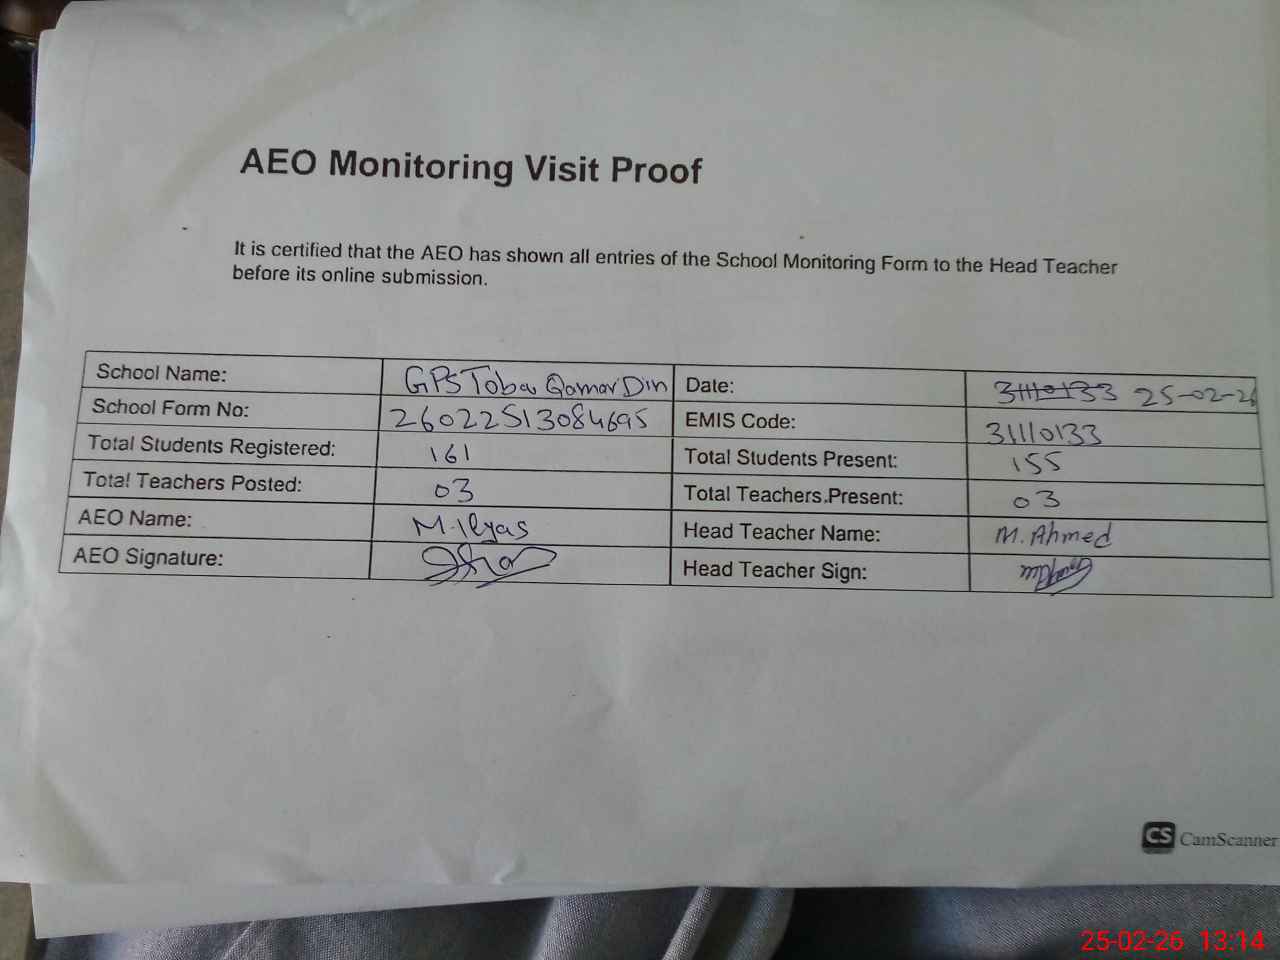 AEO Monitoring Visit Proof
It is certified that the AEO has shown all entries of the School Monitoring Form to the Head Teacher
before its online submission.
School Name: GPS Toba Qamar Din Date: 31110133 25-02-26
School Form No: 26022513084695 EMIS Code: 31110133
Total Students Registered: 161 Total Students Present: 155
Total Teachers Posted: 03 Total Teachers.Present: 03
AEO Name: M.Ilyas Head Teacher Name: M. Ahmed
AEO Signature: Head Teacher Sign:
CS CamScanner
25-02-26 13:14